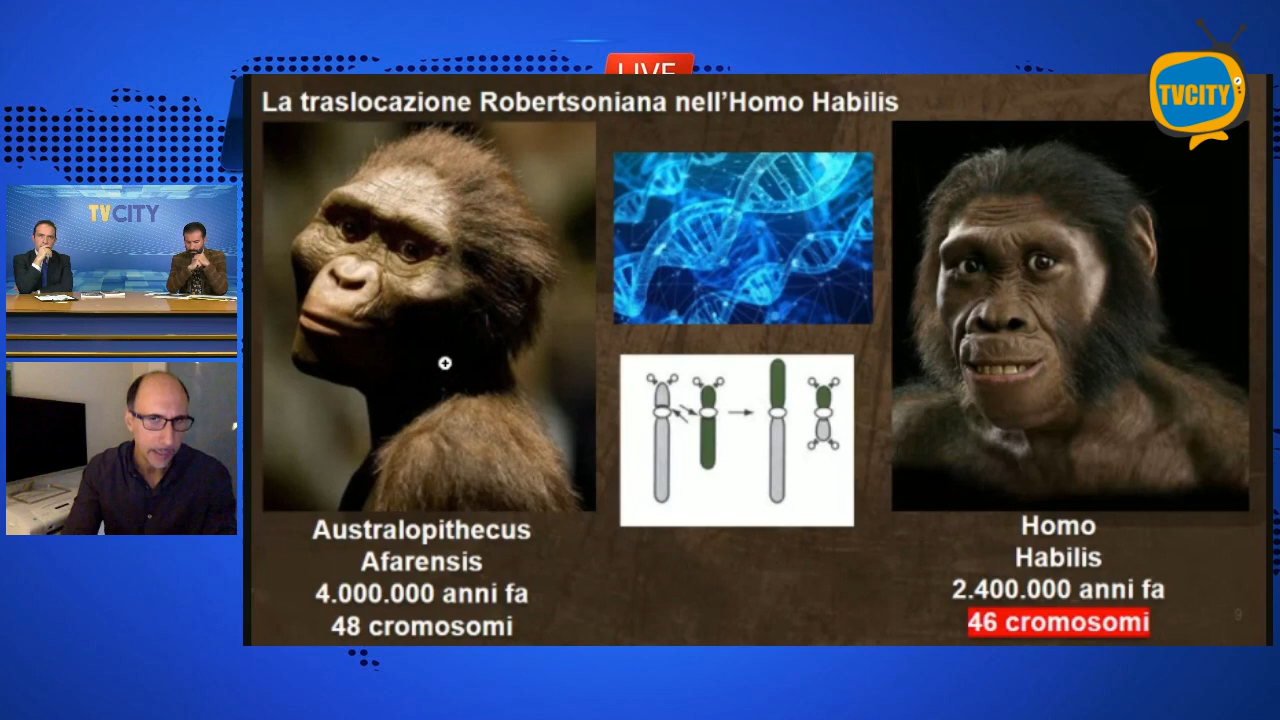 LIVE
TVCITY
La traslocazione Robertsoniana nell'Homo Habilis
TVCITY
Australopithecus
Afarensis
4.000.000 anni fa
48 cromosomi
Homo
Habilis
2.400.000 anni fa
46 cromosomi
9